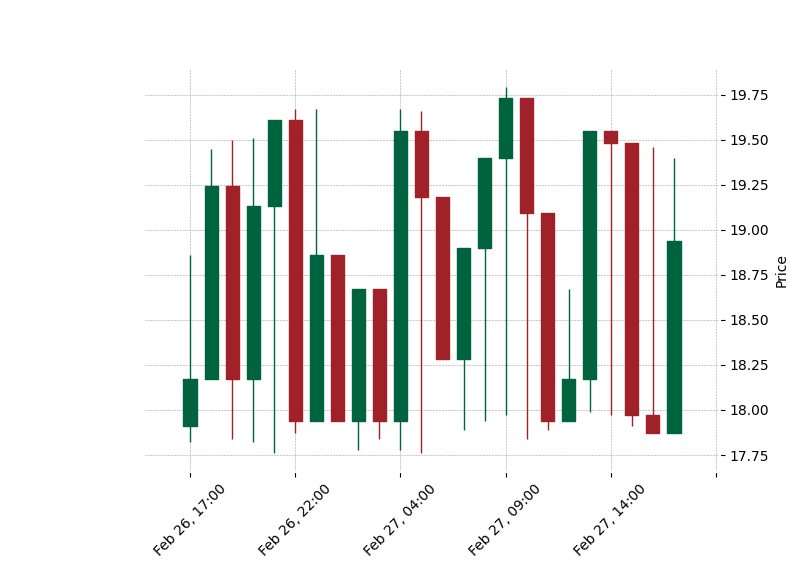 19.75
19.50
19.25
19.00
18.75
18.50
18.25
18.00
17.75
Price
Feb 26, 17:00
Feb 26, 22:00
Feb 27, 04:00
Feb 27, 09:00
Feb 27, 14:00